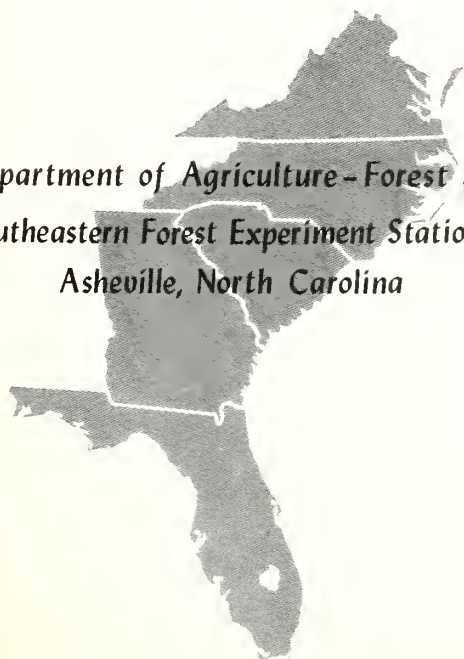 partment of Agriculture - Forest
utheastern Forest Experiment Statio
Asheville, North Carolina